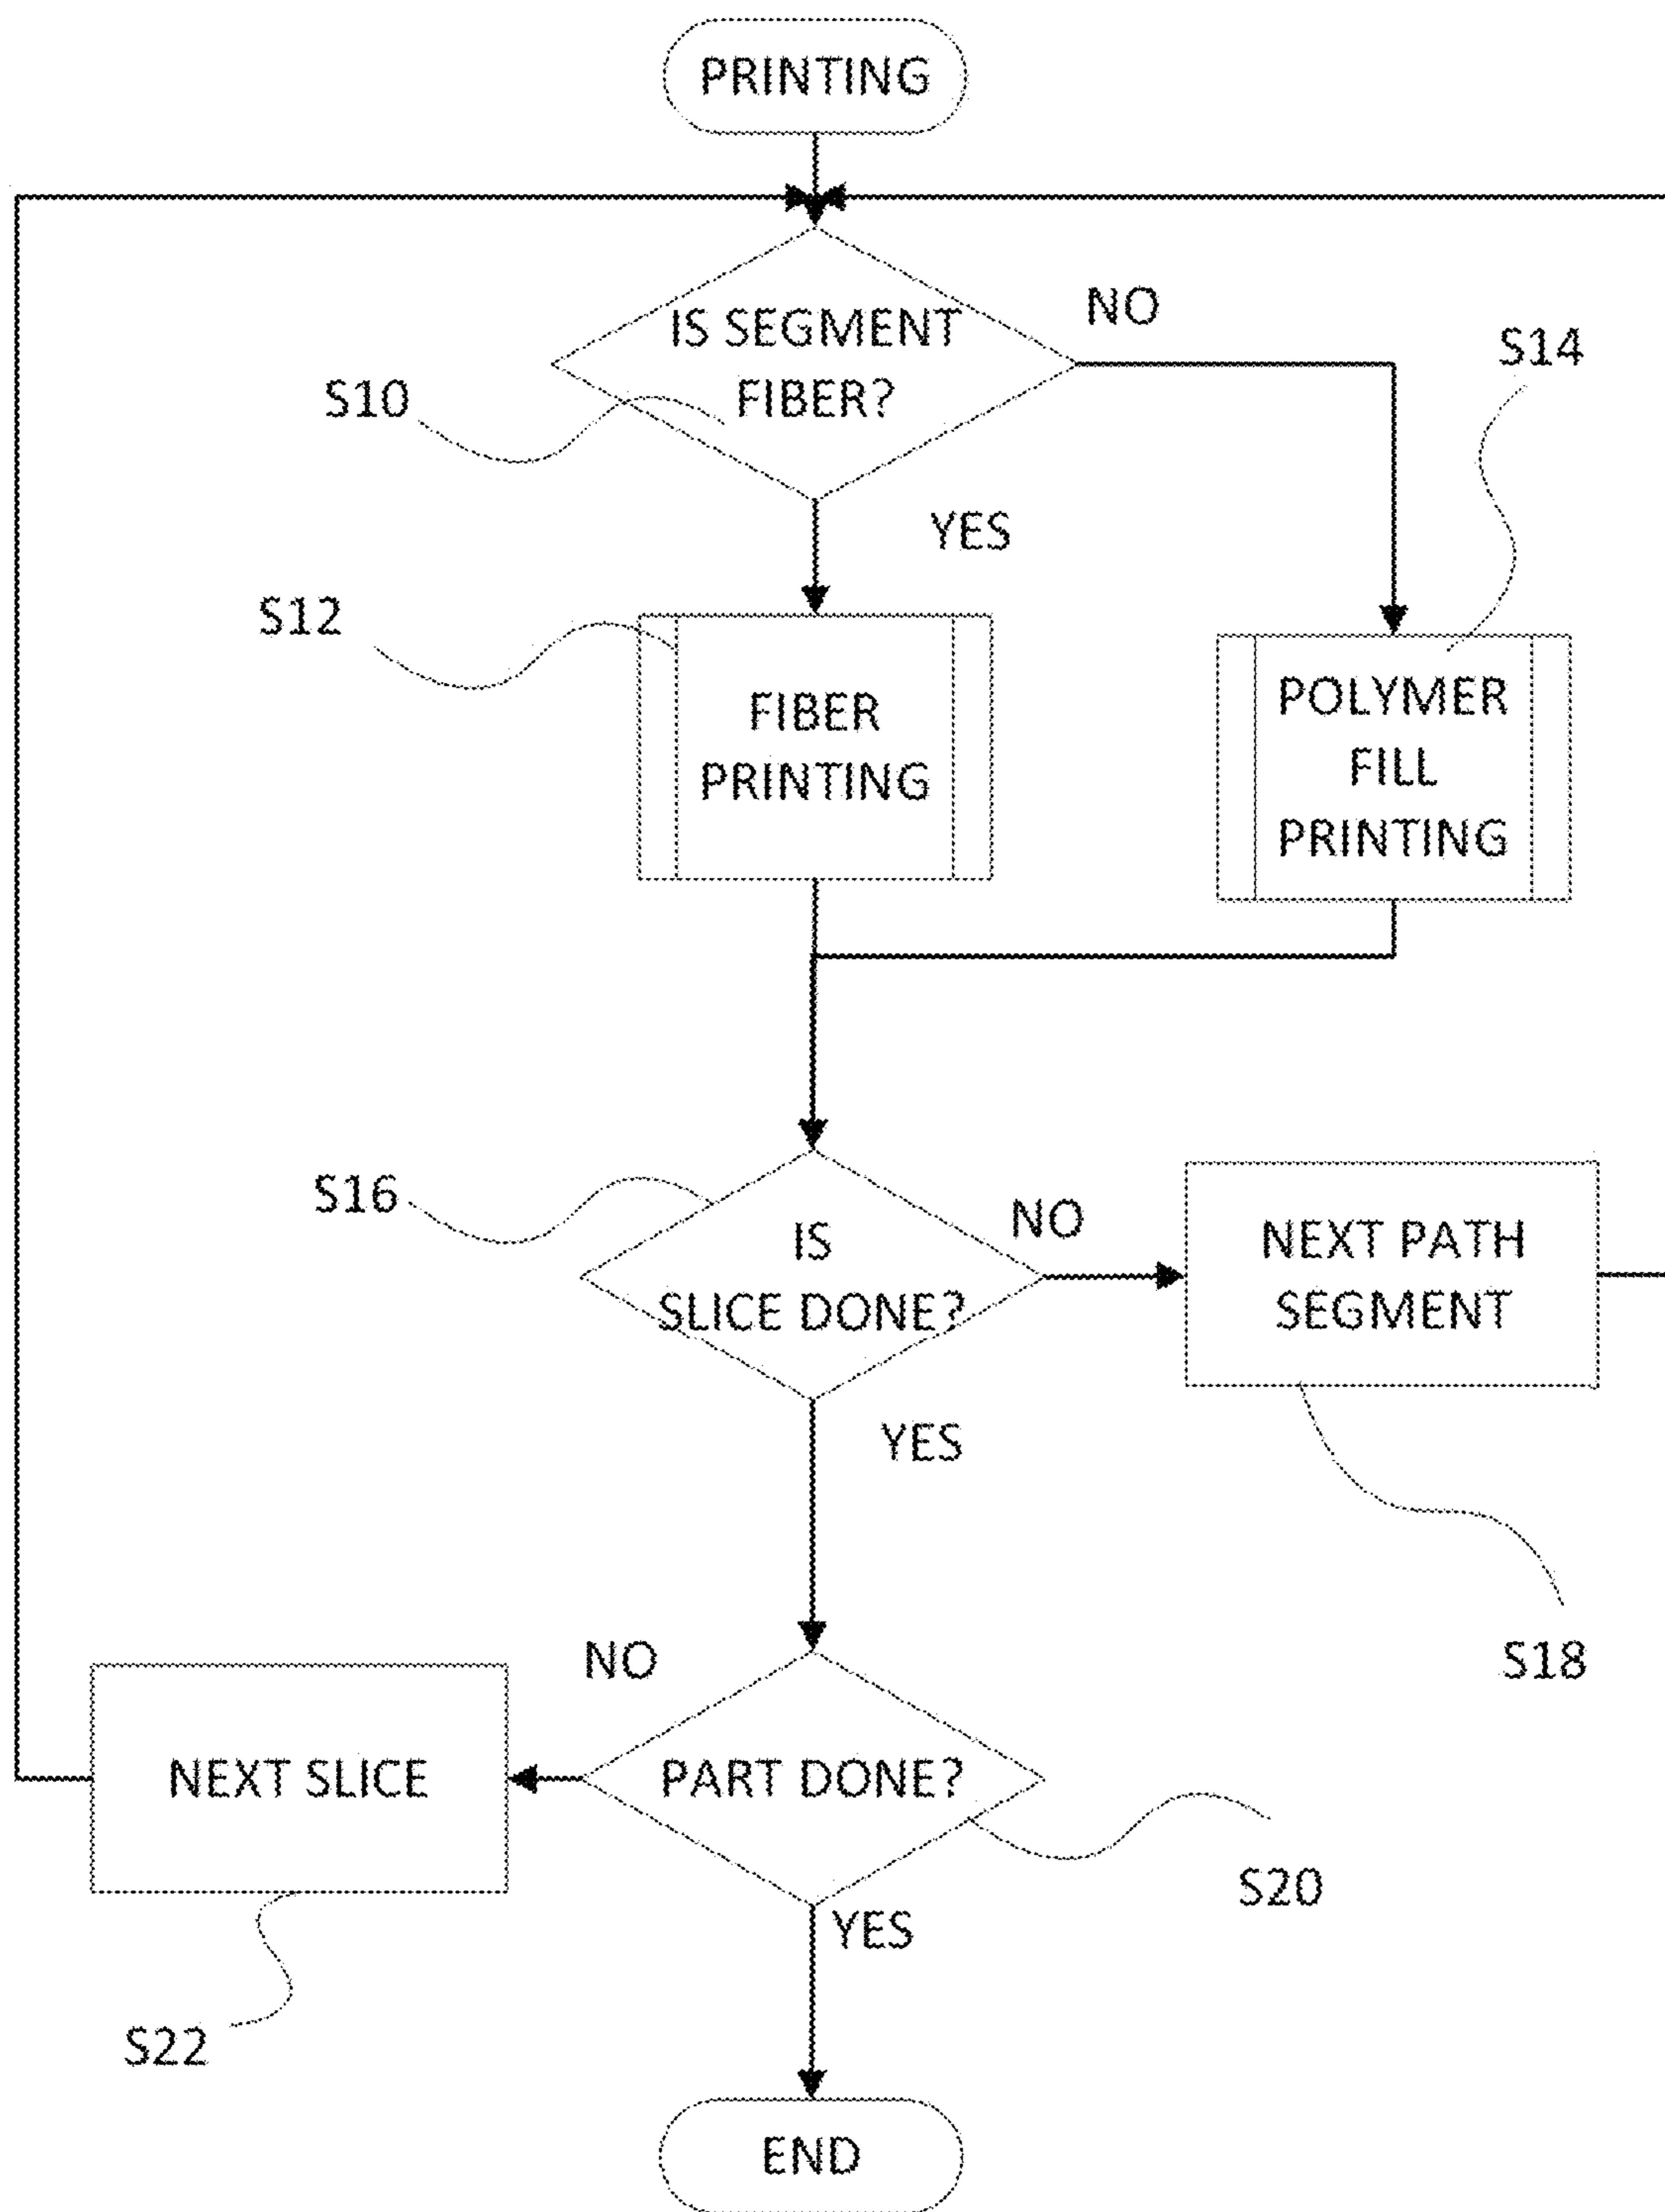 PRINTING
IS SEGMENT
FIBER?
NO
S10
S14
YES
S12
FIBER
PRINTING
POLYMER
FILL
PRINTING
S16
IS
SLICE DONE?
NO
NEXT PATH
SEGMENT
YES
S18
NO
NEXT SLICE
PART DONE?
S20
YES
S22
END